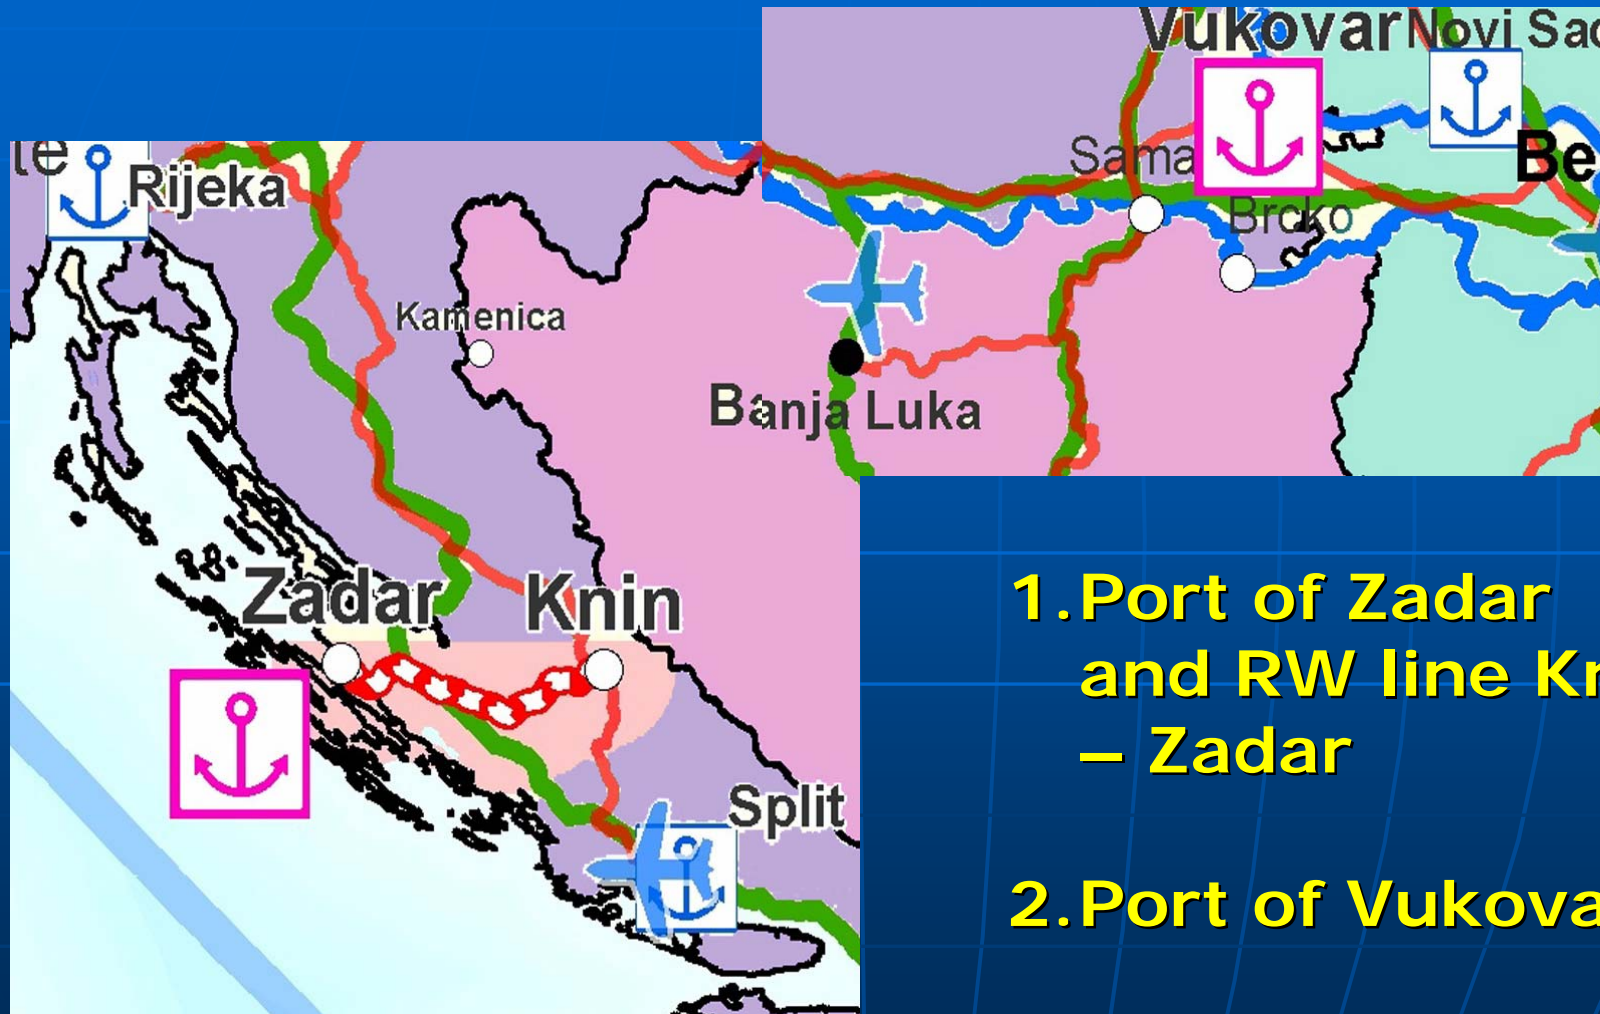 Vukovar Novi Sad
te
Rijeka
Sama
Be
Brcko
Kamenica
Banja Luka
Zadar
Knin
Split
1. Port of Zadar
and RW line Kn
– Zadar
2. Port of Vukova